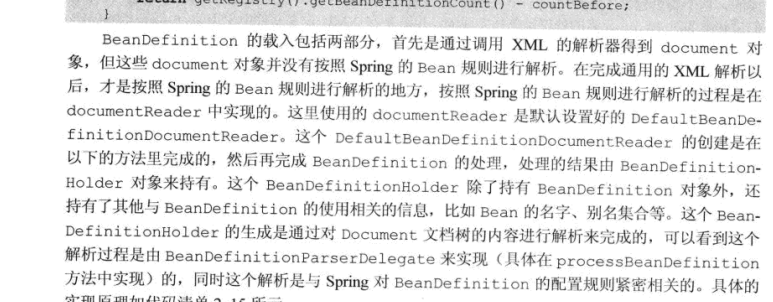 return getRegistry().getBeanDefinitionCount() - countBefore;
}
BeanDefinition 的载入包括两部分，首先是通过调用 XML 的解析器得到 document 对
象，但这些 document 对象并没有按照 Spring 的 Bean 规则进行解析。在完成通用的 XML 解析以
后，才是按照 Spring 的 Bean 规则进行解析的地方，按照 Spring 的 Bean 规则进行解析的过程是在
documentReader 中实现的。这里使用的 documentReader 是默认设置好的 DefaultBeanDe-
finitionDocumentReader。这个 DefaultBeanDefinitionDocumentReader 的创建是在
以下的方法里完成的，然后再完成 BeanDefinition 的处理，处理的结果由 BeanDefinition-
Holder 对象来持有。这个 BeanDefinitionHolder 除了持有 BeanDefinition 对象外，还
持有了其他与 BeanDefinition 的使用相关的信息，比如 Bean 的名字、别名集合等。这个 Bean-
DefinitionHolder 的生成是通过对 Document 文档树的内容进行解析来完成的，可以看到这个
解析过程是由 BeanDefinitionParserDelegate 来实现（具体在 processBeanDefinition
方法中实现）的，同时这个解析是与 Spring 对 BeanDefinition 的配置规则紧密相关的。具体的
实现原理如代码清单 2-15 所示